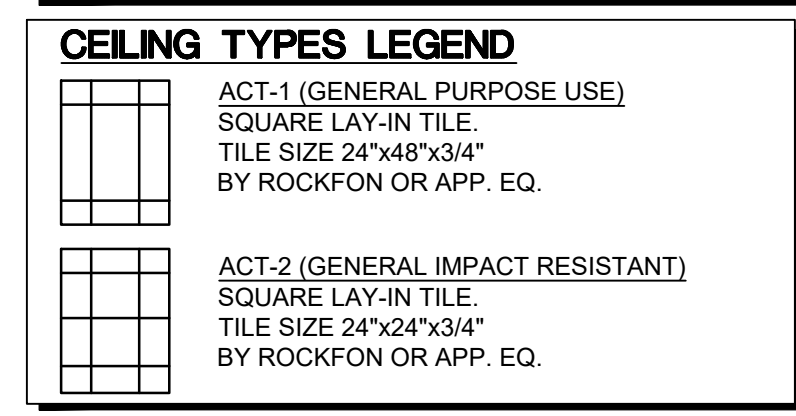 CEILING TYPES LEGEND
ACT-1 (GENERAL PURPOSE USE)
SQUARE LAY-IN TILE.
TILE SIZE 24"x48"x3/4"
BY ROCKFON OR APP. EQ.
ACT-2 (GENERAL IMPACT RESISTANT)
SQUARE LAY-IN TILE.
TILE SIZE 24"x24"x3/4"
BY ROCKFON OR APP. EQ.